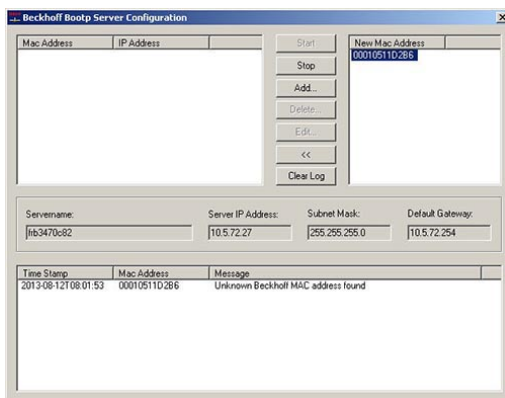 Beckhoff Bootp Server Configuration
Mac Address IP Address
Start
Stop
Add...
Delete...
Edit...
<<
Clear Log
New Mac Address
00010511D2B6
Servername: Server IP Address: Subnet Mask: Default Gateway:
frb3470c82 10.5.72.27 255.255.255.0 10.5.72.254
Time Stamp Mac Address Message
2013-08-12T08:01:53 00010511D2B6 Unknown Beckhoff MAC address found